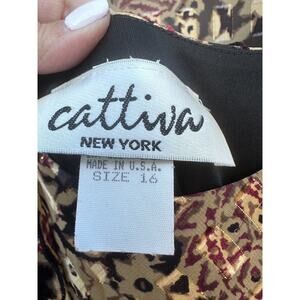 cattiva
NEW YORK
MADE IN U.S.A.
SIZE 16